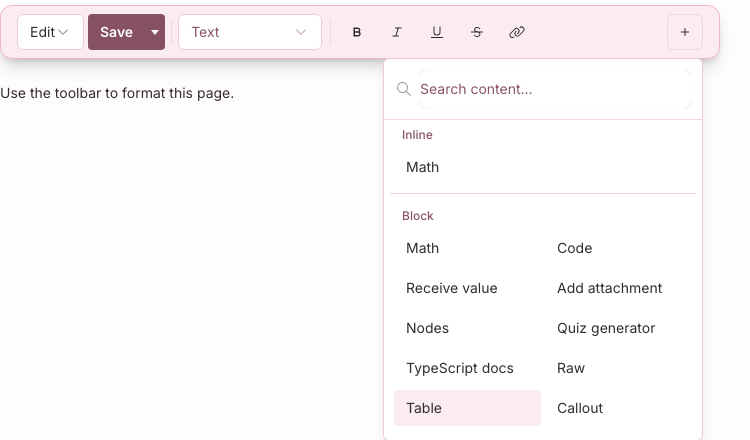 Edit Save Text B I U S +
Use the toolbar to format this page.
Search content...
Inline
Math
Block
Math Code
Receive value Add attachment
Nodes Quiz generator
TypeScript docs Raw
Table Callout